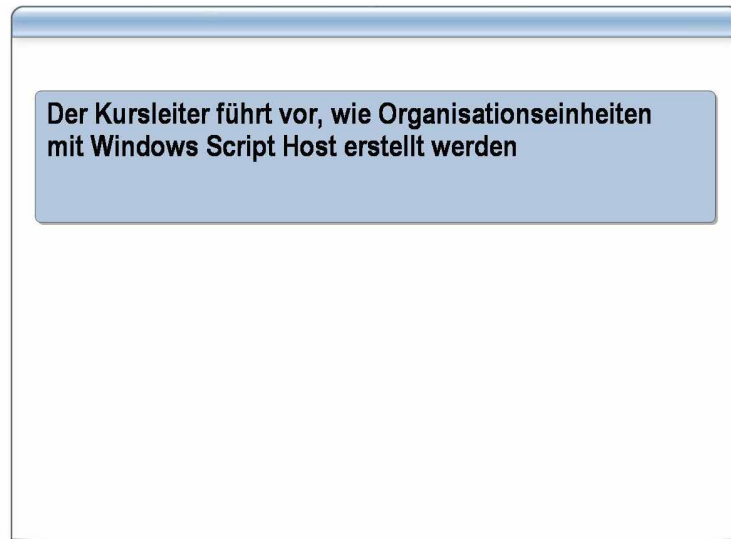 Der Kursleiter führt vor, wie Organisationseinheiten
mit Windows Script Host erstellt werden